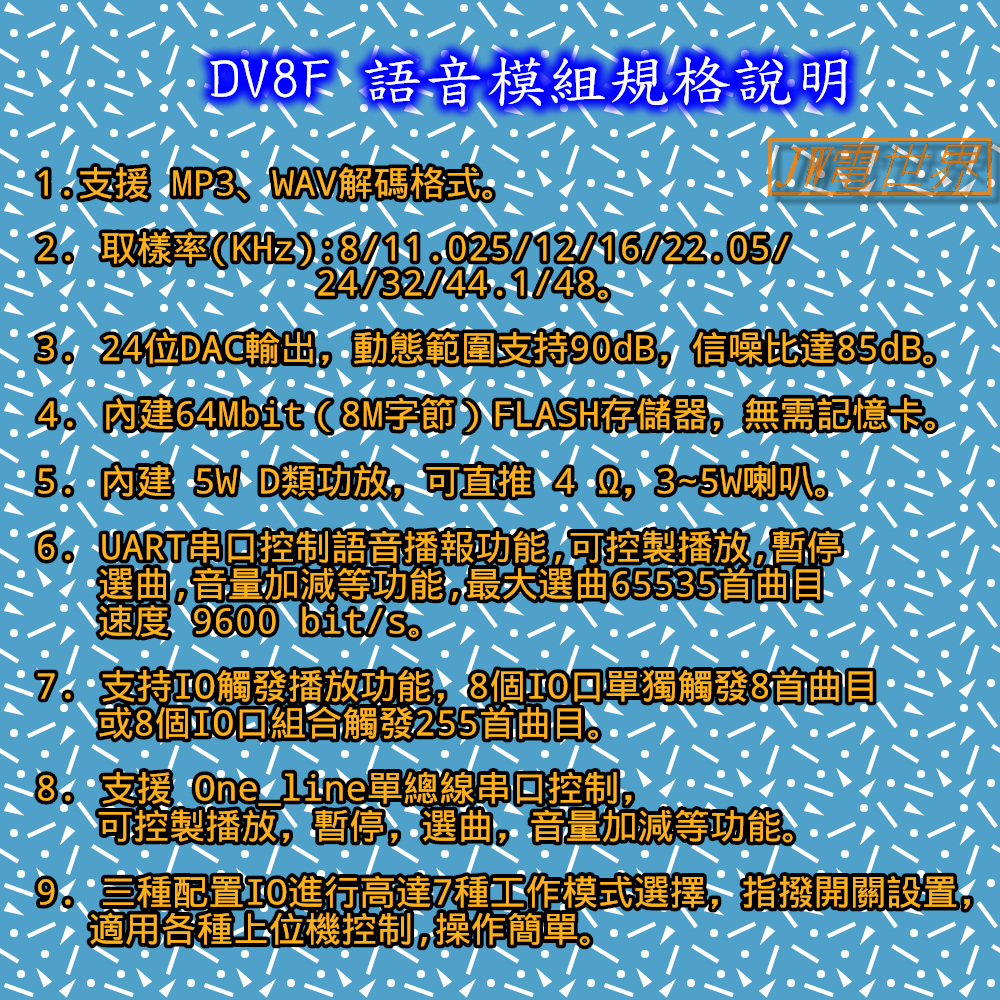 DV8F 語音模組規格說明
JW電世界
1.支援 MP3、WAV解碼格式。
2. 取樣率(KHz):8/11.025/12/16/22.05/
24/32/44.1/48。
3. 24位DAC輸出，動態範圍支持90dB，信噪比達85dB。
4. 內建64Mbit（8M字節）FLASH存儲器，無需記憶卡。
5. 內建 5W D類功放，可直推 4 Ω，3~5W喇叭。
6. UART串口控制語音播報功能,可控製播放,暫停
選曲,音量加減等功能,最大選曲65535首曲目
速度 9600 bit/s。
7. 支持IO觸發播放功能，8個IO口單獨觸發8首曲目
或8個IO口組合觸發255首曲目。
8. 支援 One_line單總線串口控制，
可控製播放，暫停，選曲，音量加減等功能。
9. 三種配置IO進行高達7種工作模式選擇，指撥開關設置，
適用各種上位機控制,操作簡單。